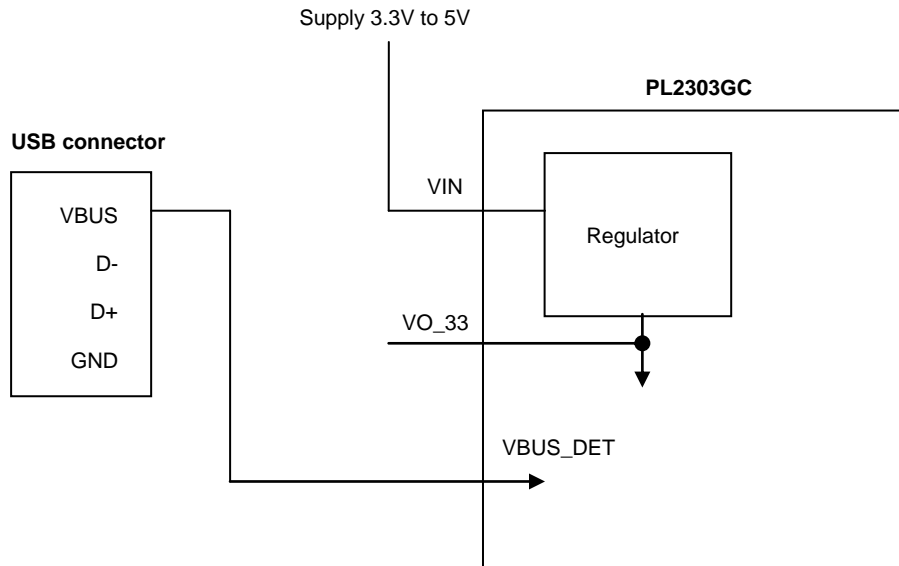 Supply 3.3V to 5V
PL2303GC
USB connector
VIN
VBUS
Regulator
D-
D+
VO_33
GND
VBUS_DET